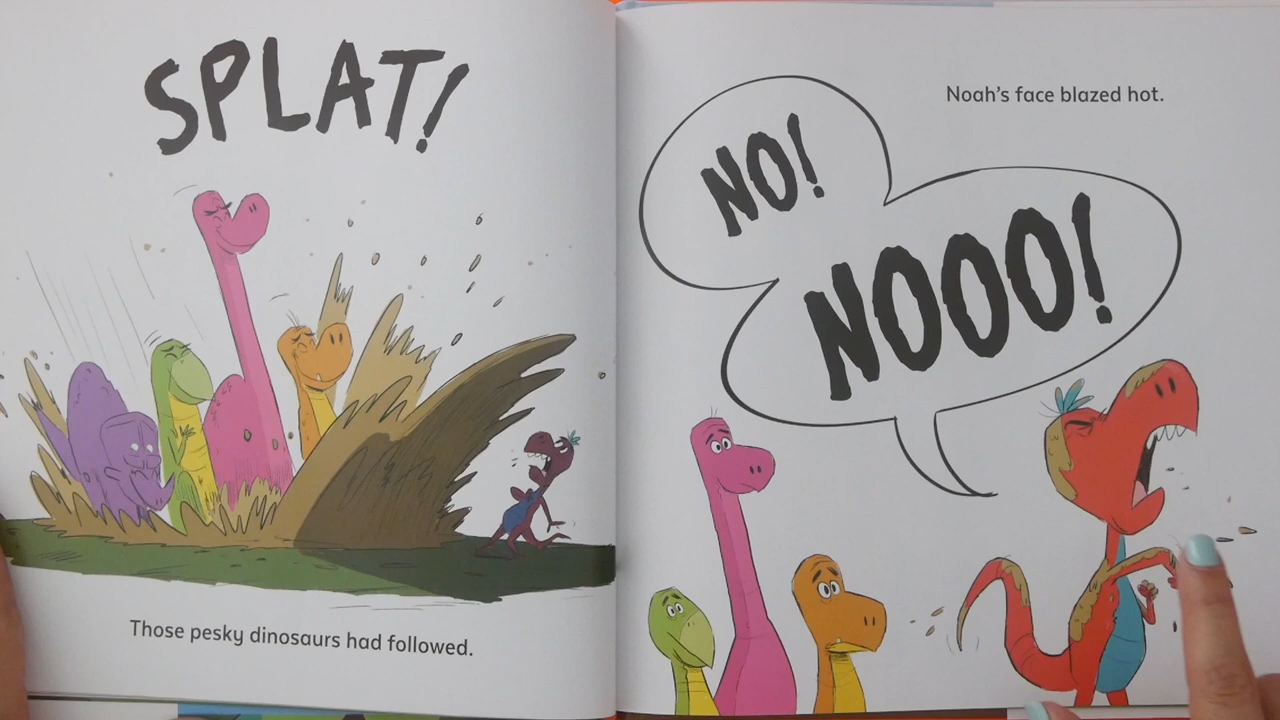 SPLAT!
Those pesky dinosaurs had followed.
Noah's face blazed hot.
NO!
NOOO!